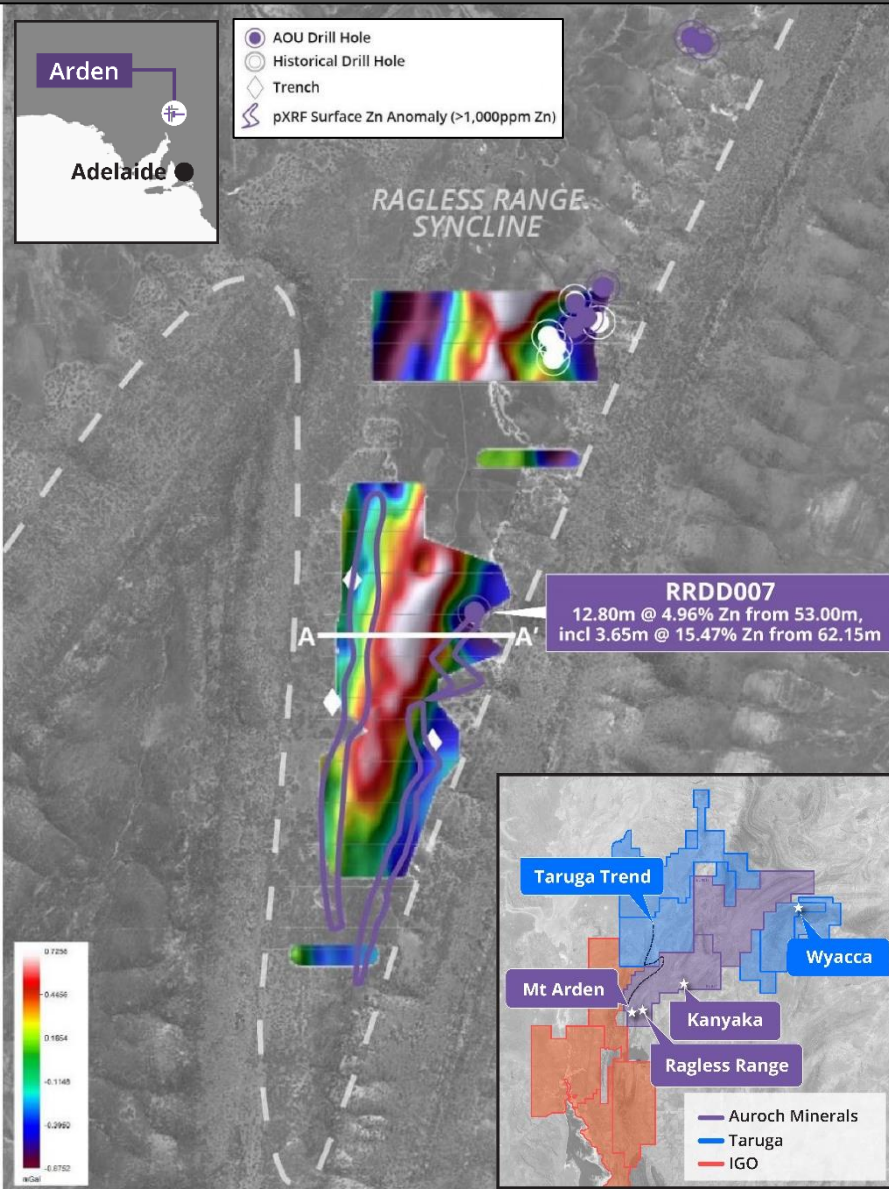 Arden
Adelaide
AOU Drill Hole
Historical Drill Hole
Trench
pXRF Surface Zn Anomaly (>1,000ppm Zn)
RAGLESS RANGE
SYNCLINE
RRDD007
12.80m @ 4.96% Zn from 53.00m,
incl 3.65m @ 15.47% Zn from 62.15m
A
A'
Taruga Trend
Wyacca
Mt Arden
Kanyaka
Ragless Range
Auroch Minerals
Taruga
IGO
0.7258
0.4456
0.1654
-0.1148
-0.3950
-0.6752
mGal